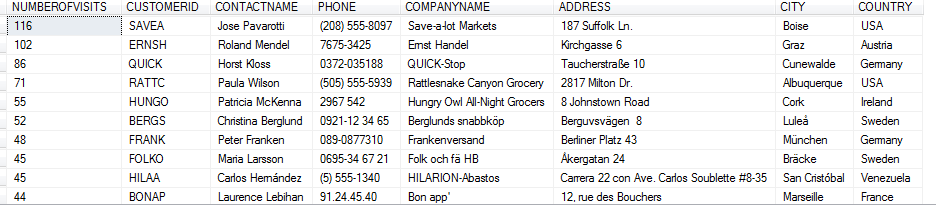 NUMBEROFVISITS CUSTOMERID CONTACTNAME PHONE COMPANYNAME ADDRESS CITY COUNTRY
116 SAVEA Jose Pavarotti (208) 555-8097 Save-a-lot Markets 187 Suffolk Ln. Boise USA
102 ERNSH Roland Mendel 7675-3425 Ernst Handel Kirchgasse 6 Graz Austria
86 QUICK Horst Kloss 0372-035188 QUICK-Stop Taucherstraße 10 Cunewalde Germany
71 RATTC Paula Wilson (505) 555-5939 Rattlesnake Canyon Grocery 2817 Milton Dr. Albuquerque USA
55 HUNGO Patricia McKenna 2967 542 Hungry Owl All-Night Grocers 8 Johnstown Road Cork Ireland
52 BERGS Christina Berglund 0921-12 34 65 Berglunds snabbköp Berguvsvägen 8 Luleå Sweden
48 FRANK Peter Franken 089-0877310 Frankenversand Berliner Platz 43 München Germany
45 FOLKO Maria Larsson 0695-34 67 21 Folk och fä HB Åkergatan 24 Bräcke Sweden
45 HILAA Carlos Hernández (5) 555-1340 HILARION-Abastos Carrera 22 con Ave. Carlos Soublette #8-35 San Cristóbal Venezuela
44 BONAP Laurence Lebihan 91.24.45.40 Bon app' 12, rue des Bouchers Marseille France